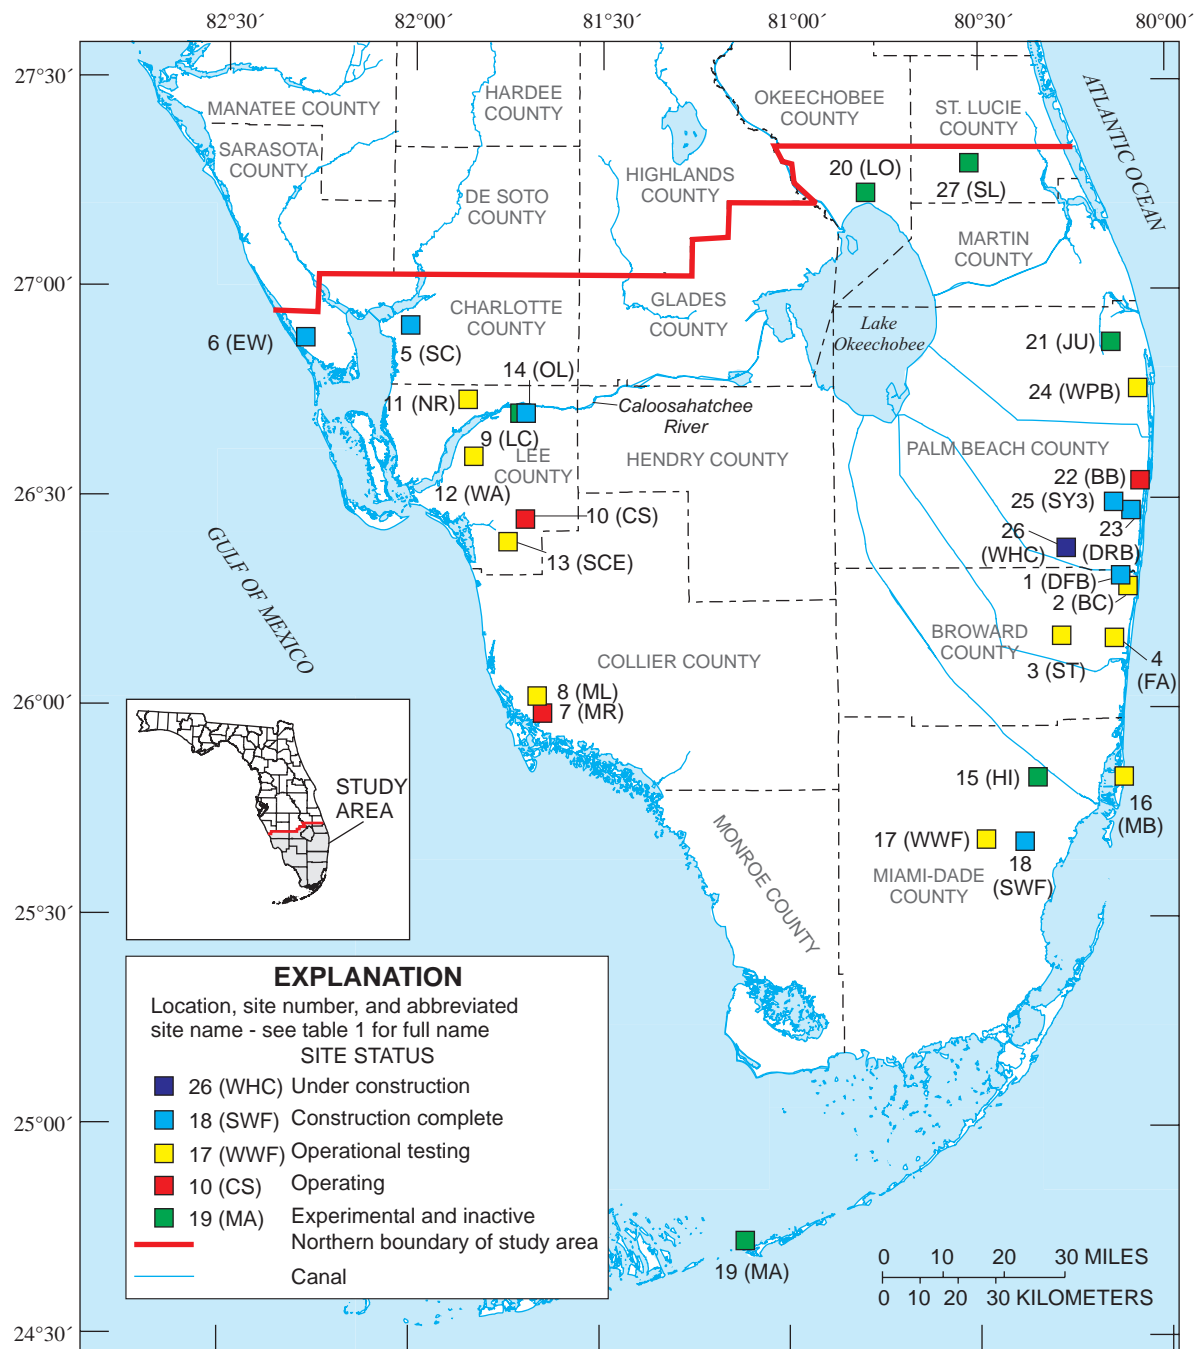 82°30´
82°00´
81°30´
81°00´
80°30´
80°00´
27°30´
27°00´
26°30´
26°00´
25°30´
25°00´
24°30´
MANATEE COUNTY
HARDEE
COUNTY
OKEECHOBEE
COUNTY
ST. LUCIE
COUNTY
ATLANTIC OCEAN
SARASOTA
COUNTY
DE SOTO
COUNTY
HIGHLANDS
COUNTY
20 (LO)
27 (SL)
MARTIN
COUNTY
CHARLOTTE
COUNTY
GLADES
COUNTY
Lake
Okeechobee
6 (EW)
5 (SC)
21 (JU)
14 (OL)
24 (WPB)
11 (NR)
Caloosahatchee
River
9 (LC)
LEE
COUNTY
HENDRY COUNTY
PALM BEACH COUNTY
12 (WA)
22 (BB)
25 (SY3)
10 (CS)
23
(DRB)
26
(WHC)
13 (SCE)
1 (DFB)
2 (BC)
GULF OF MEXICO
BROWARD
COUNTY
COLLIER COUNTY
3 (ST)
4
(FA)
8 (ML)
7 (MR)
15 (HI)
16
(MB)
17 (WWF)
18
(SWF)
MONROE COUNTY
MIAMI-DADE
COUNTY
STUDY
AREA
EXPLANATION
Location, site number, and abbreviated
site name - see table 1 for full name
SITE STATUS
26 (WHC) Under construction
18 (SWF) Construction complete
17 (WWF) Operational testing
10 (CS) Operating
19 (MA) Experimental and inactive
Northern boundary of study area
Canal
19 (MA)
0 10 20 30 MILES
0 10 20 30 KILOMETERS